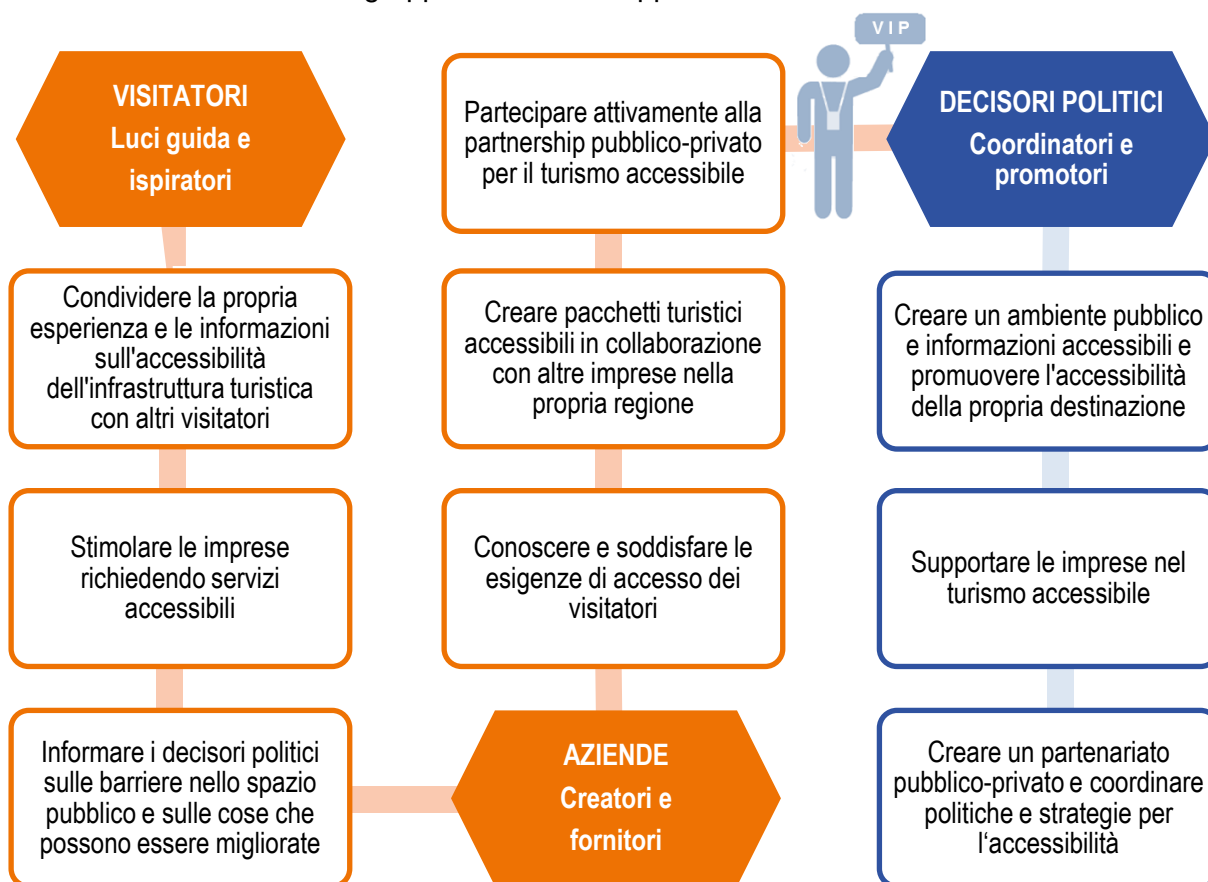 VISITATORI
Luci guida e
ispiratori
Condividere la propria
esperienza e le informazioni
sull'accessibilità
dell'infrastruttura turistica
con altri visitatori
Stimolare le imprese
richiedendo servizi
accessibili
Informare i decisori politici
sulle barriere nello spazio
pubblico e sulle cose che
possono essere migliorate
AZIENDE
Creatori e
fornitori
Conoscere e soddisfare le
esigenze di accesso dei
visitatori
Creare pacchetti turistici
accessibili in collaborazione
con altre imprese nella
propria regione
Partecipare attivamente alla
partnership pubblico-privato
per il turismo accessibile
VIP
DECISORI POLITICI
Coordinatori e
promotori
Creare un ambiente pubblico
e informazioni accessibili e
promuovere l'accessibilità
della propria destinazione
Supportare le imprese nel
turismo accessibile
Creare un partenariato
pubblico-privato e coordinare
politiche e strategie per
l‘accessibilità